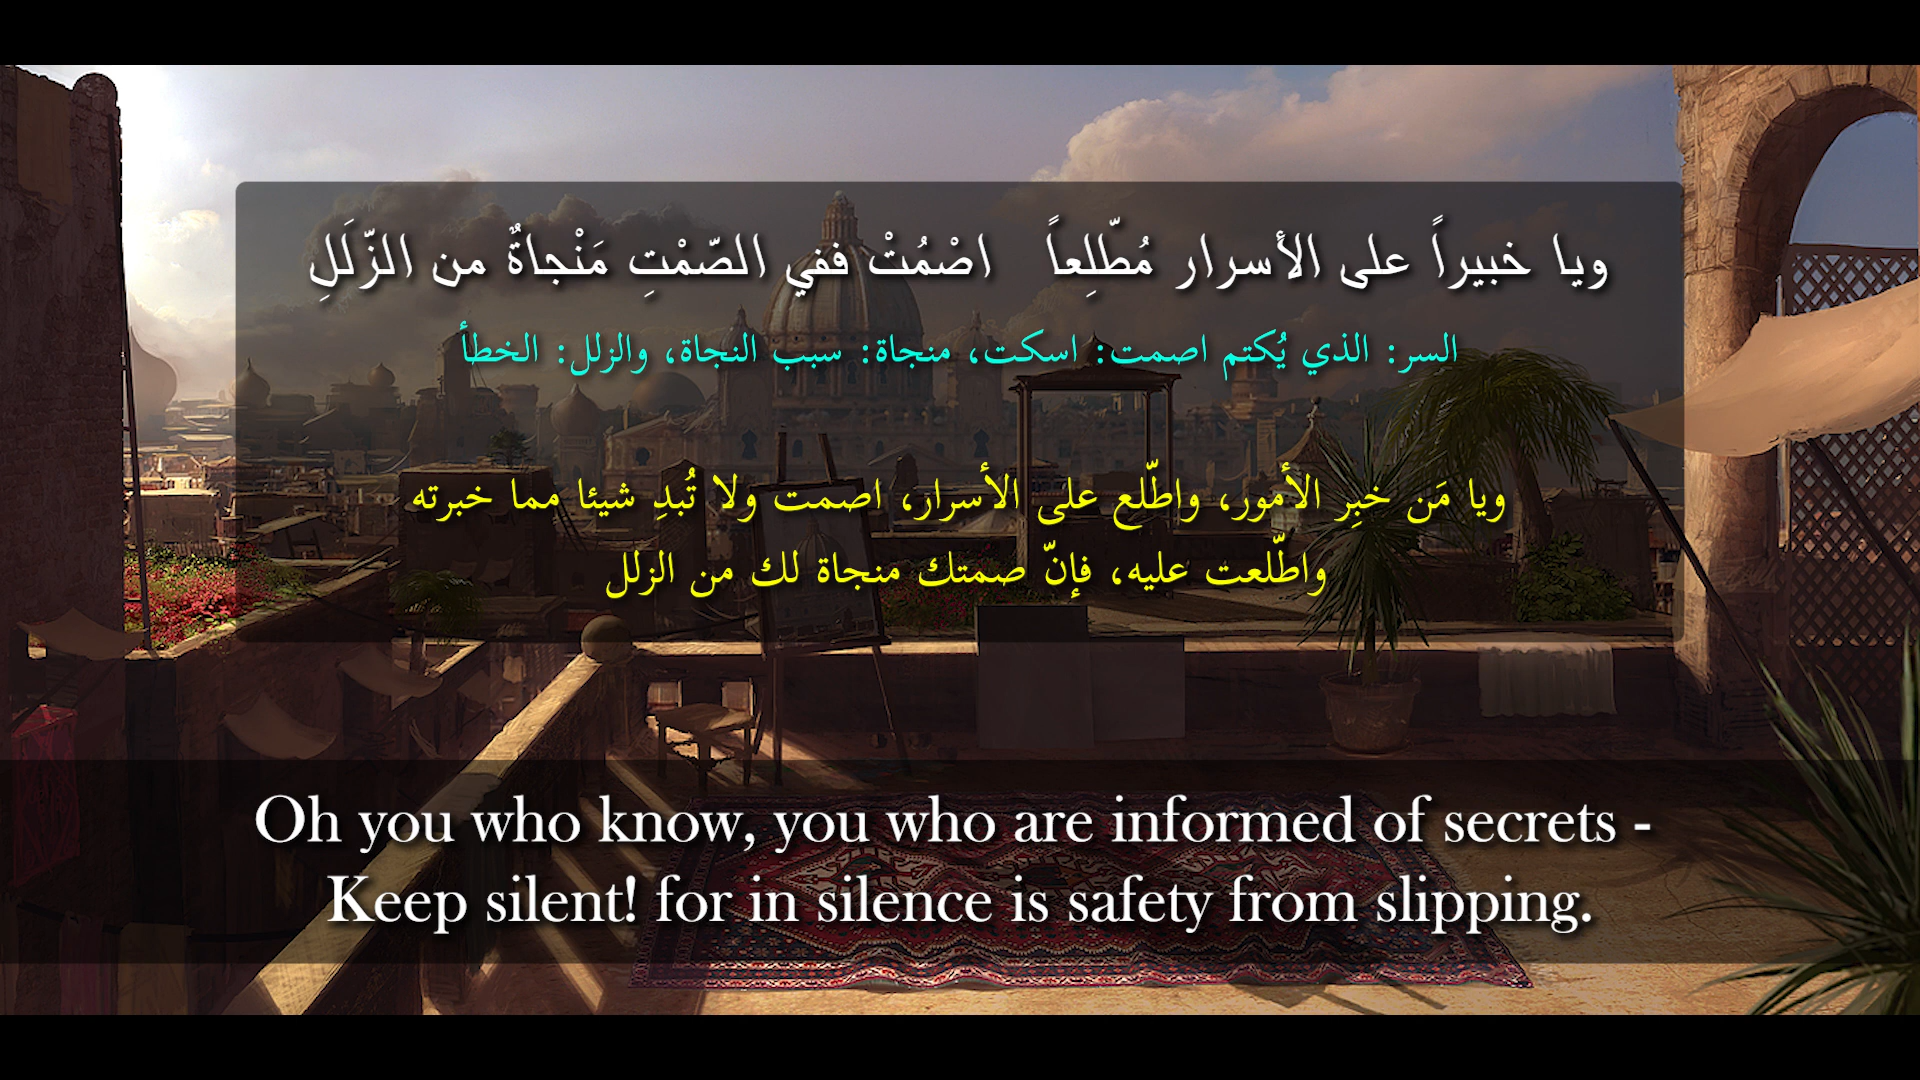 ويا خبيراً على الأسرار مُطّلِعاً   اصْمُتْ ففي الصّمْتِ مَنْجاةٌ من الزّلَلِ
السر: الذي يُكتم اصمت: اسكت، منجاة: سبب النجاة، والزلل: الخطأ
ويا مَن خبِر الأمور، واطّلع على الأسرار، اصمت ولا تُبدِ شيئا مما خبرته
واطّلعت عليه، فإنّ صمتك منجاة لك من الزلل
Oh you who know, you who are informed of secrets -
Keep silent! for in silence is safety from slipping.